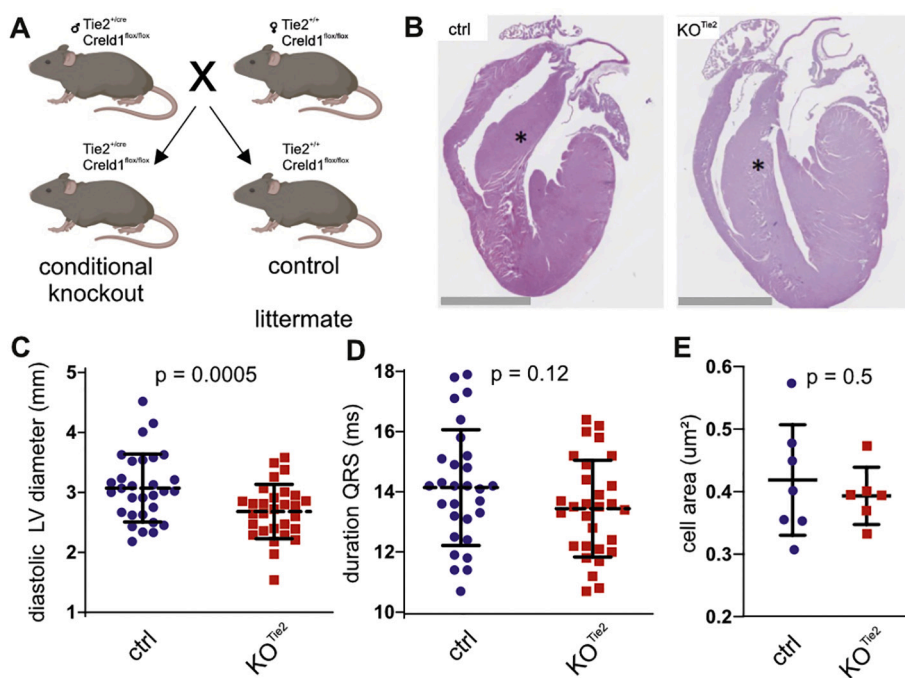 A
♂ Tie2+/cre
Creld1flox/flox
♀ Tie2+/+
Creld1flox/flox
X
Tie2+/cre
Creld1flox/flox
Tie2+/+
Creld1flox/flox
conditional
knockout
control
littermate
B
ctrl
*
KOTie2
*
C
p = 0.0005
diastolic LV diameter (mm)
5
4
3
2
1
ctrl
KOTie2
D
p = 0.12
duration QRS (ms)
18
16
14
12
10
ctrl
KOTie2
E
p = 0.5
cell area (um²)
0.6
0.5
0.4
0.3
0.2
ctrl
KOTie2